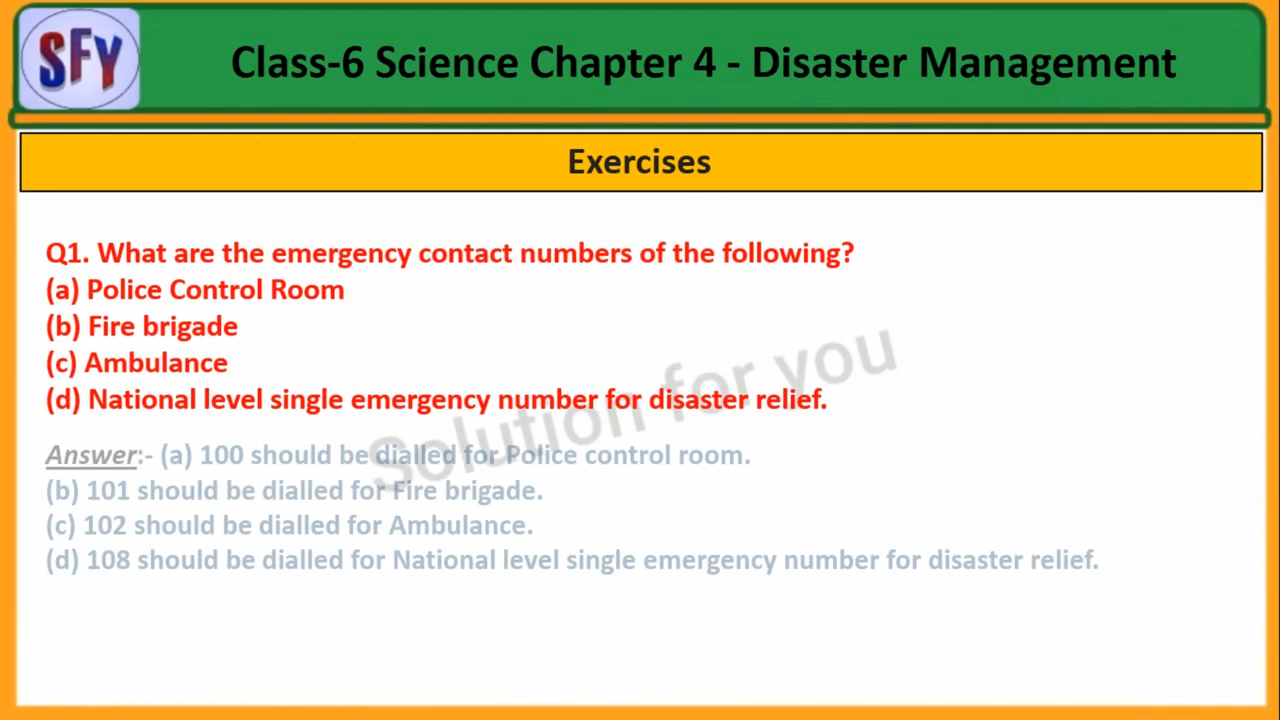 SFY
Class-6 Science Chapter 4 - Disaster Management
Exercises
Q1. What are the emergency contact numbers of the following?
(a) Police Control Room
(b) Fire brigade
(c) Ambulance
(d) National level single emergency number for disaster relief.
Solution for you
Answer:- (a) 100 should be dialled for Police control room.
(b) 101 should be dialled for Fire brigade.
(c) 102 should be dialled for Ambulance.
(d) 108 should be dialled for National level single emergency number for disaster relief.